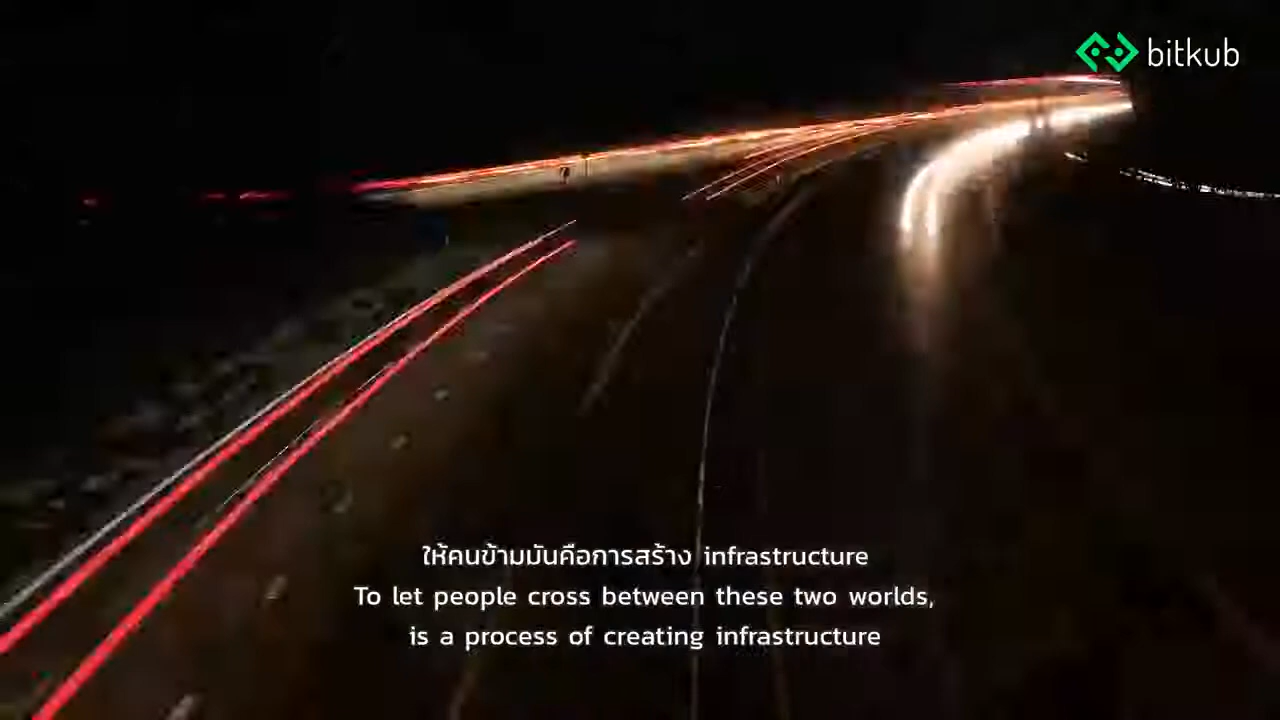 bitkub
ให้คนข้ามมันคือการสร้าง infrastructure
To let people cross between these two worlds,
is a process of creating infrastructure